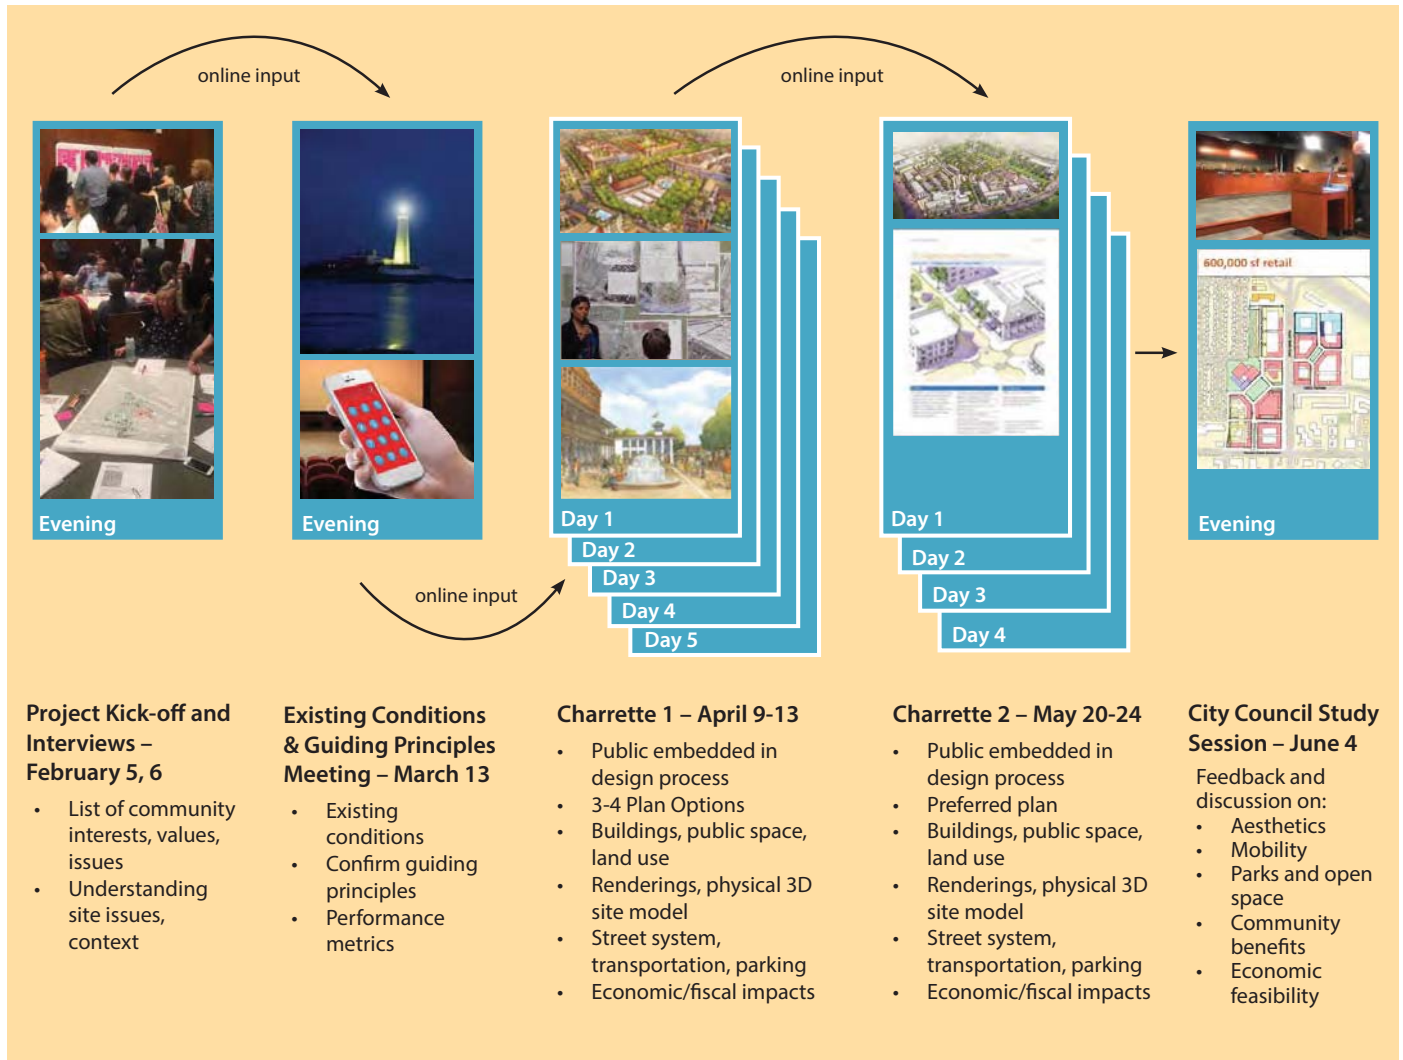 online input
online input
600,000 sf retail
Evening
Evening
Day 1
Day 2
Day 3
Day 4
Day 5
Day 1
Day 2
Day 3
Day 4
Evening
online input
Project Kick-off and
Interviews –
February 5, 6
• List of community
interests, values,
issues
• Understanding
site issues,
context
Existing Conditions
& Guiding Principles
Meeting – March 13
• Existing
conditions
• Confirm guiding
principles
• Performance
metrics
Charrette 1 – April 9-13
• Public embedded in
design process
• 3-4 Plan Options
• Buildings, public space,
land use
• Renderings, physical 3D
site model
• Street system,
transportation, parking
• Economic/fiscal impacts
Charrette 2 – May 20-24
• Public embedded in
design process
• Preferred plan
• Buildings, public space,
land use
• Renderings, physical 3D
site model
• Street system,
transportation, parking
• Economic/fiscal impacts
City Council Study
Session – June 4
Feedback and
discussion on:
• Aesthetics
• Mobility
• Parks and open
space
• Community
benefits
• Economic
feasibility